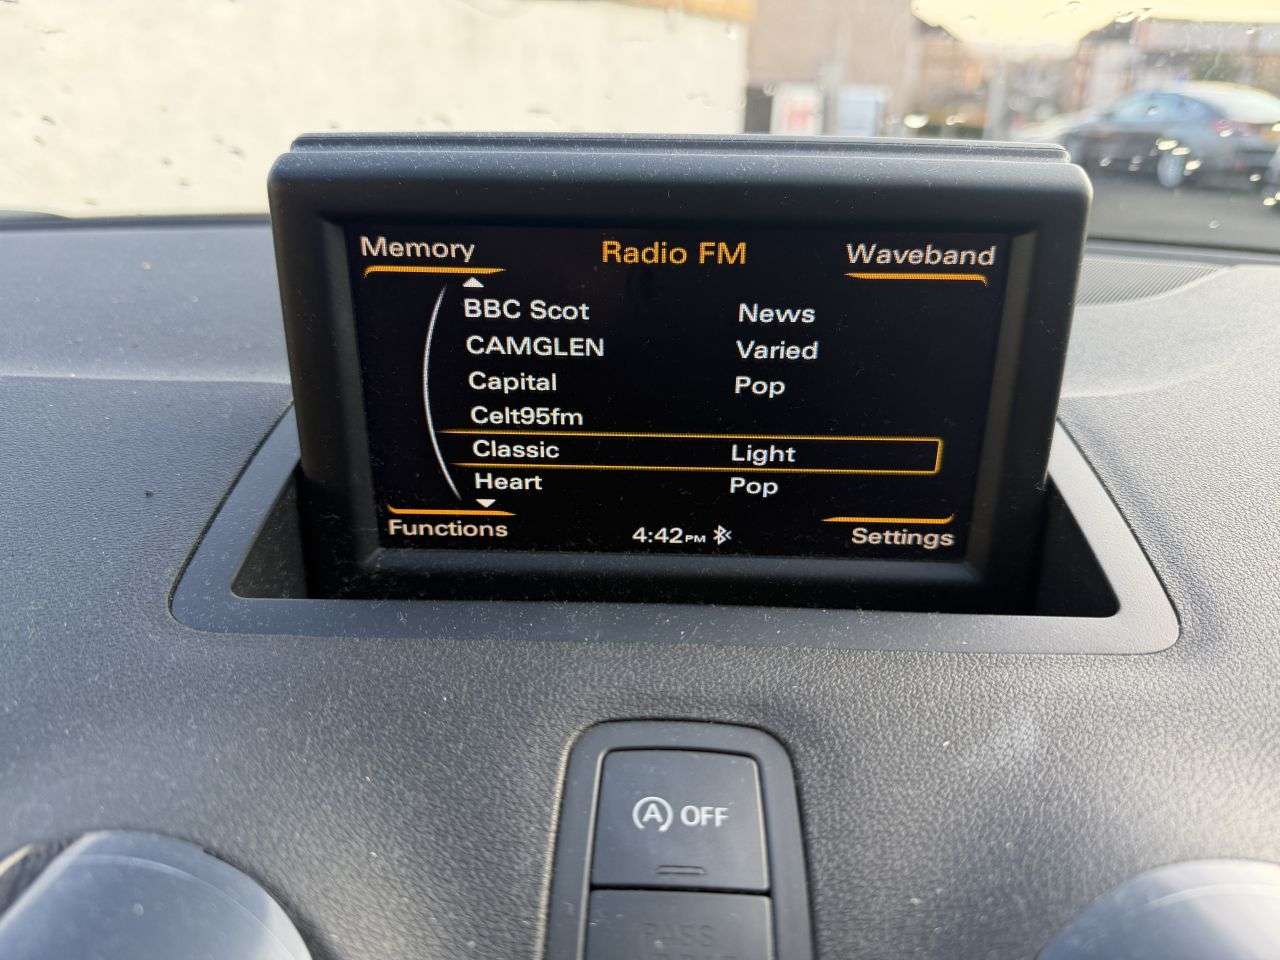 Memory Radio FM Waveband
BBC Scot News
CAMGLEN Varied
Capital Pop
Celt95fm
Classic Light
Heart Pop
Functions 4:42PM Settings
A OFF
PASS